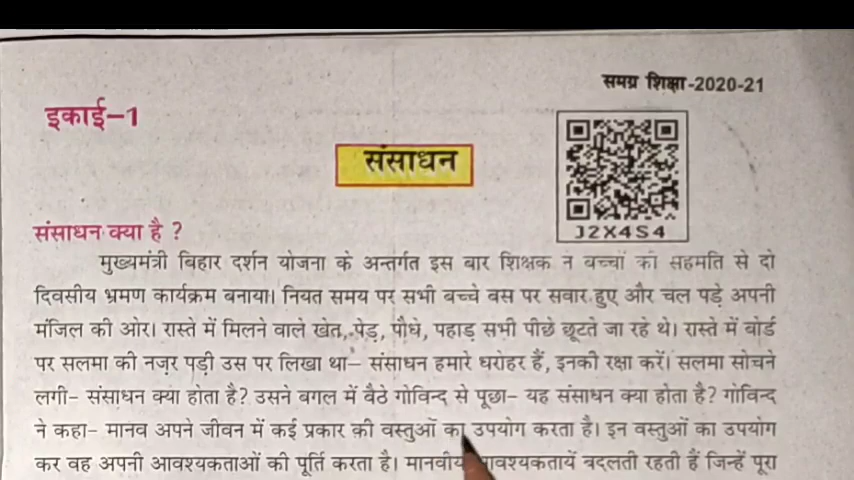 समग्र शिक्षा-2020-21
इकाई–1
संसाधन
J2X4S4
संसाधन क्या है ?
मुख्यमंत्री बिहार दर्शन योजना के अन्तर्गत इस बार शिक्षक ने बच्चों की सहमति से दो
दिवसीय भ्रमण कार्यक्रम बनाया। नियत समय पर सभी बच्चे बस पर सवार हुए और चल पड़े अपनी
मंजिल की ओर। रास्ते में मिलने वाले खेत, पेड़, पौधे, पहाड़ सभी पीछे छूटते जा रहे थे। रास्ते में बोर्ड
पर सलमा की नज़र पड़ी उस पर लिखा था– संसाधन हमारे धरोहर हैं, इनकी रक्षा करें। सलमा सोचने
लगी– संसाधन क्या होता है? उसने बगल में बैठे गोविन्द से पूछा– यह संसाधन क्या होता है? गोविन्द
ने कहा– मानव अपने जीवन में कई प्रकार की वस्तुओं का उपयोग करता है। इन वस्तुओं का उपयोग
कर वह अपनी आवश्यकताओं की पूर्ति करता है। मानवीय बदलती रहती हैं जिन्हें पूरा